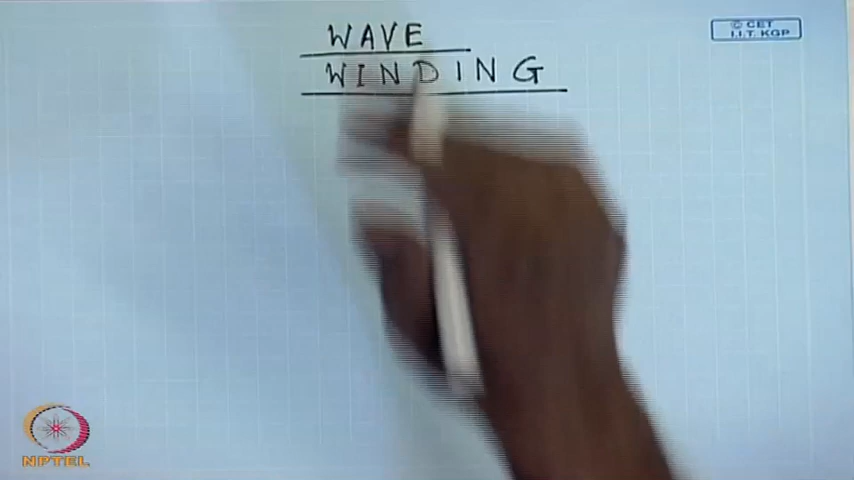 WAVE
WINDING
© CET
I.I.T. KGP
NPTEL